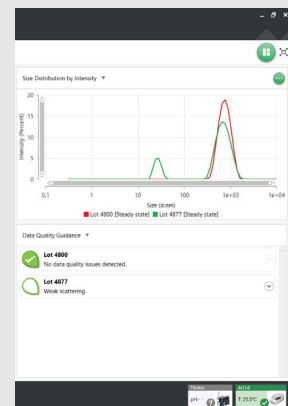 Size Distribution by Intensity
20
15
10
5
0
Intensity (Percent)
0.1 1 10 100 1e+03 1e+04
Size (d.nm)
Lot 4800 [Steady state] Lot 4877 [Steady state]
Data Quality Guidance
Lot 4800
No data quality issues detected.
Lot 4877
Weak scattering
T:25.0°C